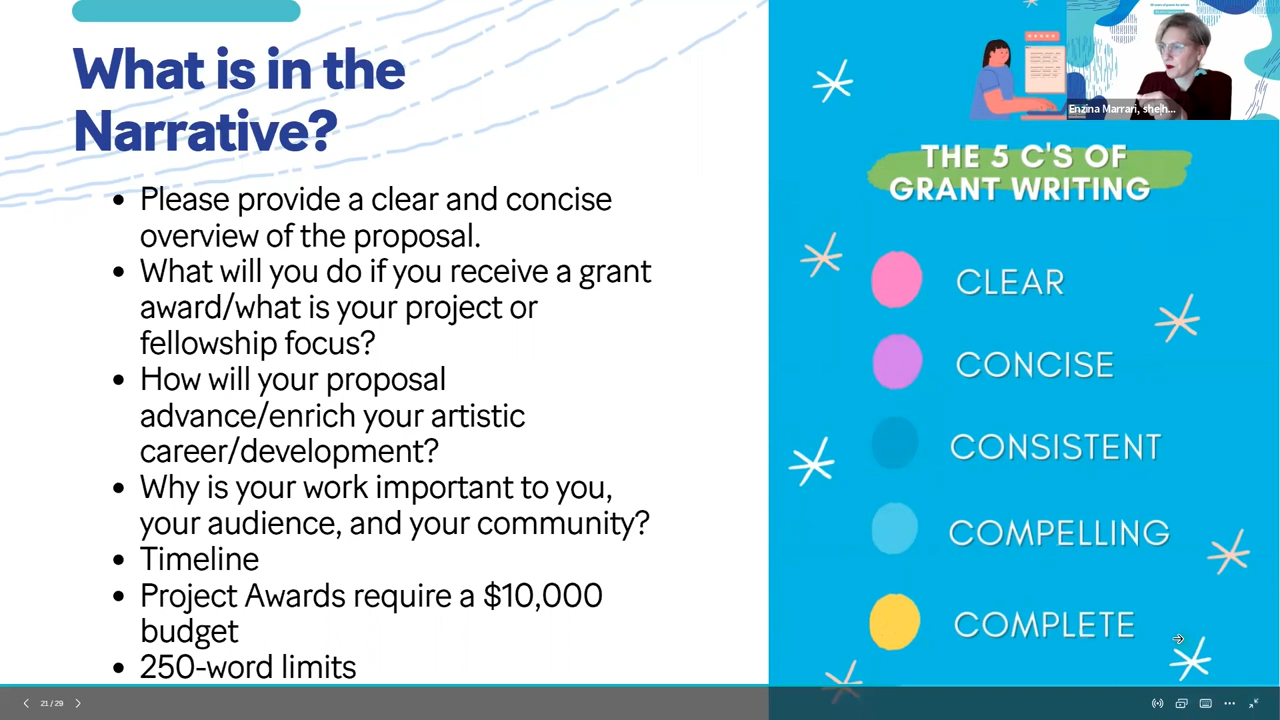 What is in the
Narrative?
• Please provide a clear and concise
overview of the proposal.
• What will you do if you receive a grant
award/what is your project or
fellowship focus?
• How will your proposal
advance/enrich your artistic
career/development?
• Why is your work important to you,
your audience, and your community?
• Timeline
• Project Awards require a $10,000
budget
• 250-word limits
Enzina Marrari, she|h...
THE 5 C'S OF
GRANT WRITING
CLEAR
CONCISE
CONSISTENT
COMPELLING
COMPLETE
21 / 29